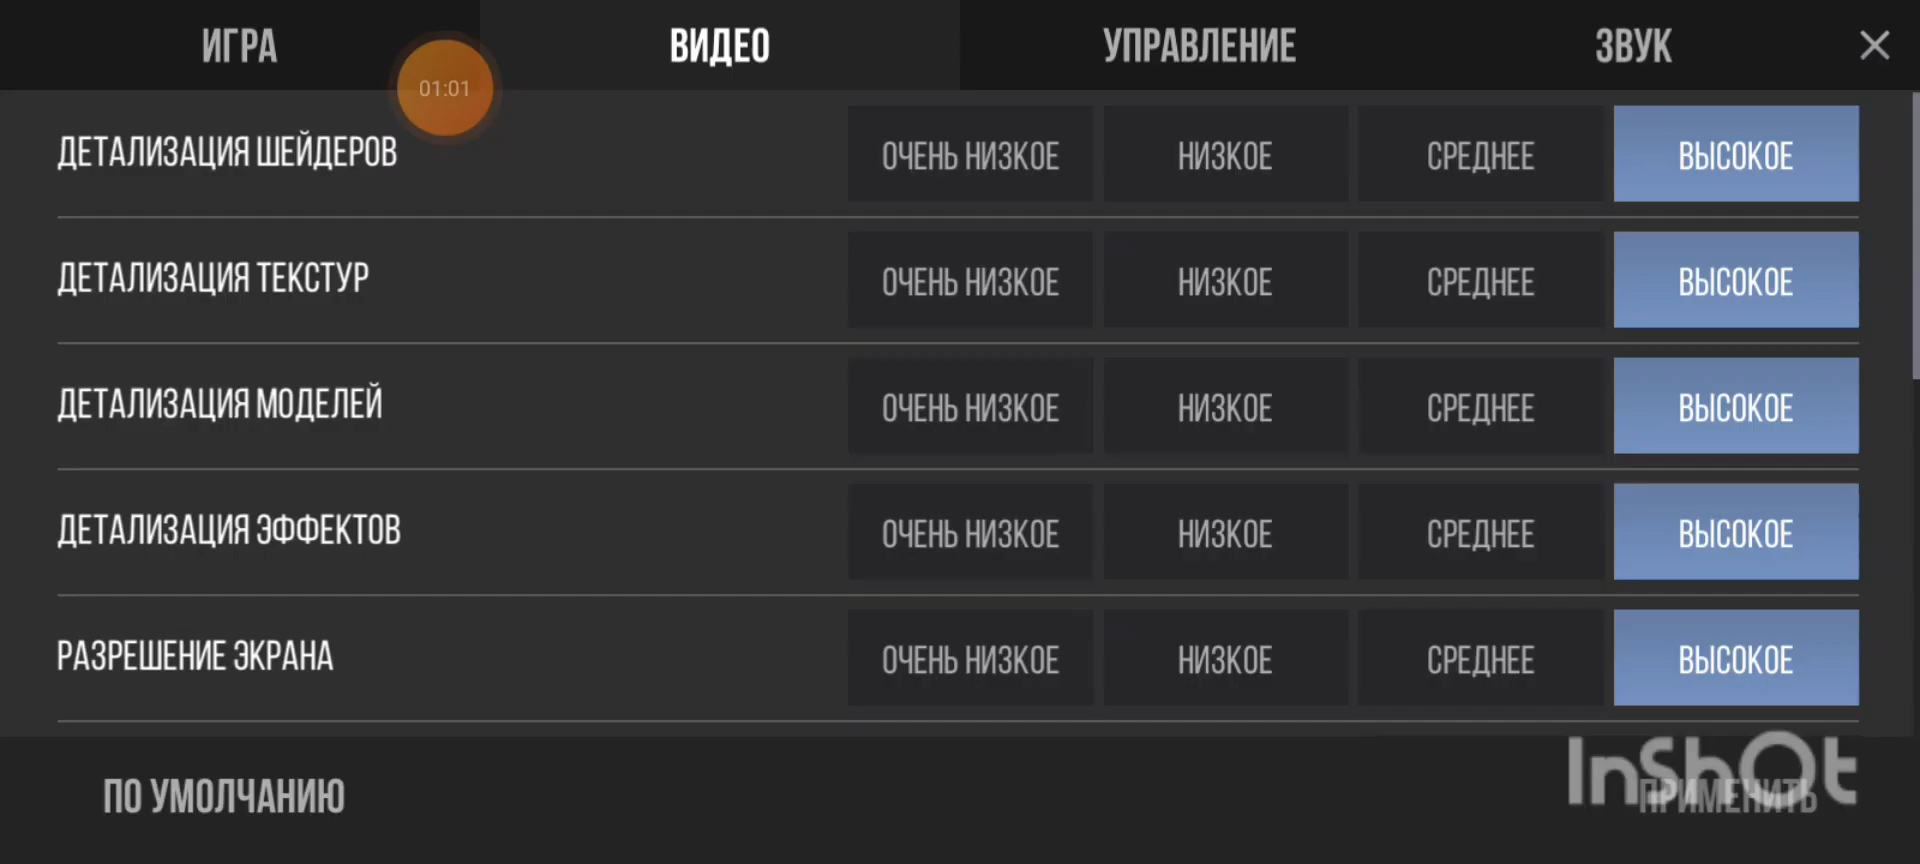 ИГРА ВИДЕО УПРАВЛЕНИЕ ЗВУК
01:01
ДЕТАЛИЗАЦИЯ ШЕЙДЕРОВ ОЧЕНЬ НИЗКОЕ НИЗКОЕ СРЕДНЕЕ ВЫСОКОЕ
ДЕТАЛИЗАЦИЯ ТЕКСТУР ОЧЕНЬ НИЗКОЕ НИЗКОЕ СРЕДНЕЕ ВЫСОКОЕ
ДЕТАЛИЗАЦИЯ МОДЕЛЕЙ ОЧЕНЬ НИЗКОЕ НИЗКОЕ СРЕДНЕЕ ВЫСОКОЕ
ДЕТАЛИЗАЦИЯ ЭФФЕКТОВ ОЧЕНЬ НИЗКОЕ НИЗКОЕ СРЕДНЕЕ ВЫСОКОЕ
РАЗРЕШЕНИЕ ЭКРАНА ОЧЕНЬ НИЗКОЕ НИЗКОЕ СРЕДНЕЕ ВЫСОКОЕ
InShOt
ПО УМОЛЧАНИЮ ПРИМЕНИТЬ